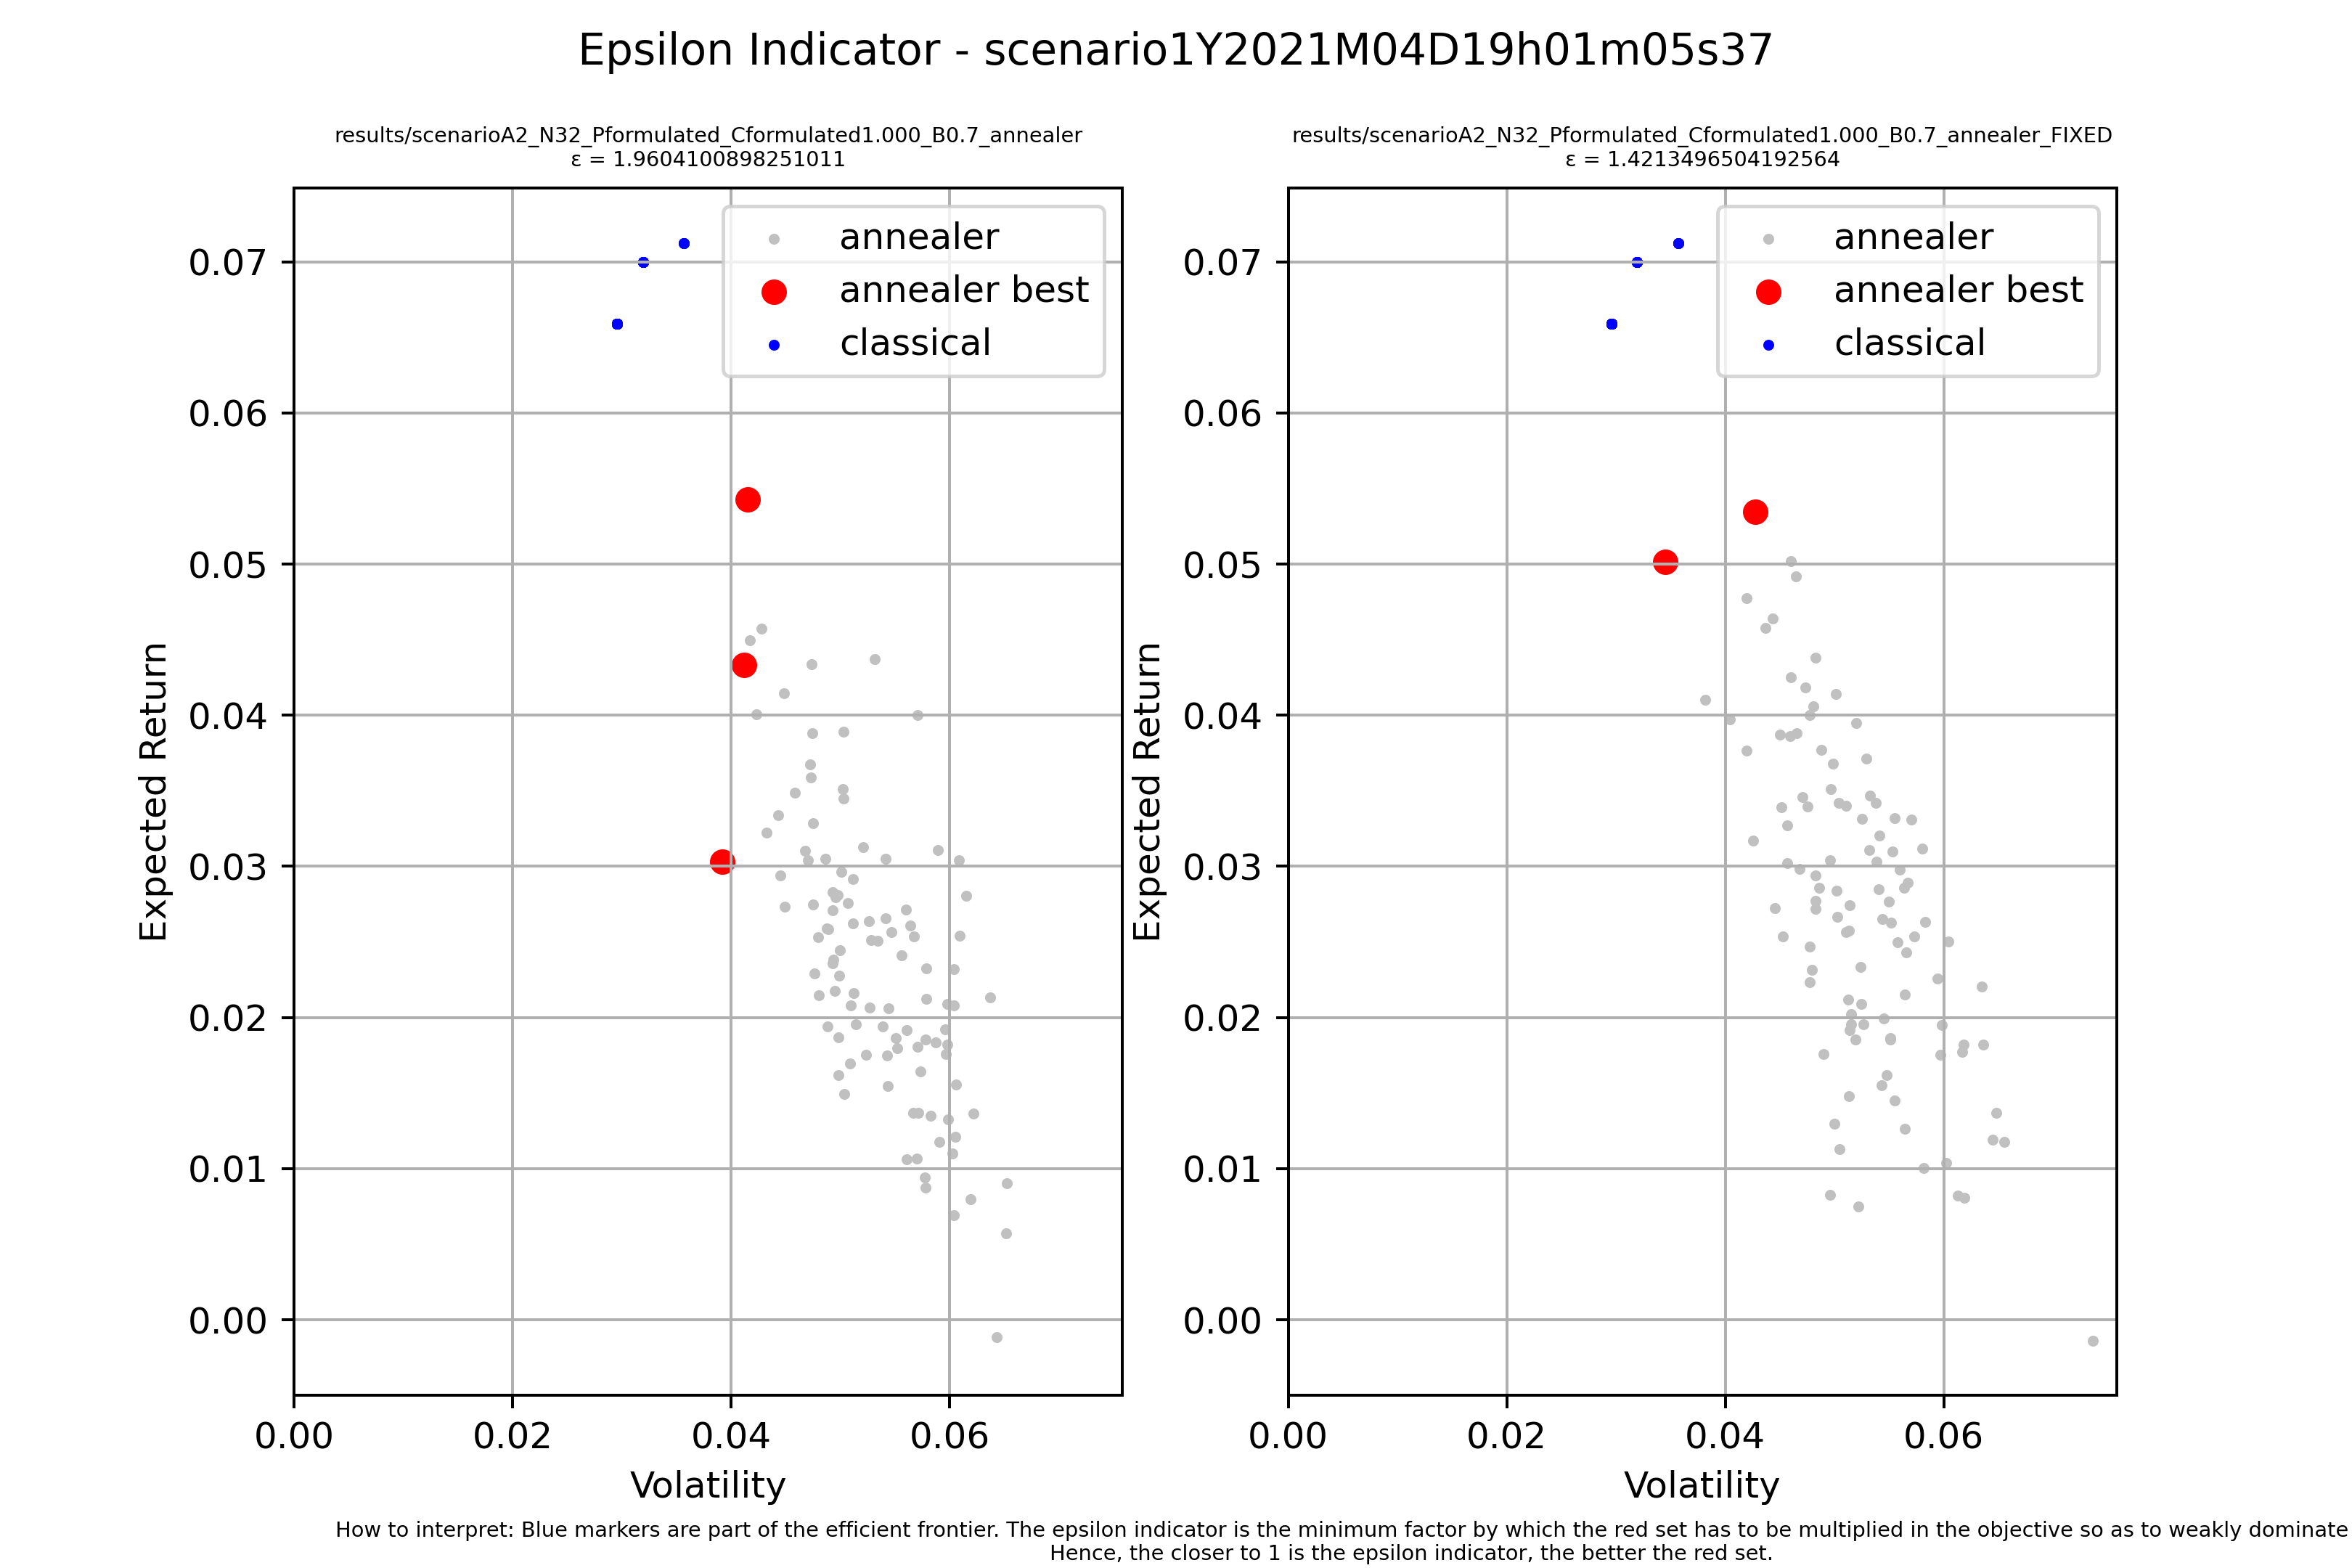 Epsilon Indicator - scenario1Y2021M04D19h01m05s37
results/scenarioA2_N32_Pformulated_Cformulated1.000_B0.7_annealer
ε = 1.9604100898251011
annealer
annealer best
classical
0.07
0.06
0.05
0.04
0.03
0.02
0.01
0.00
Expected Return
0.00
0.02
0.04
0.06
Volatility
results/scenarioA2_N32_Pformulated_Cformulated1.000_B0.7_annealer_FIXED
ε = 1.4213496504192564
annealer
annealer best
classical
0.07
0.06
0.05
0.04
0.03
0.02
0.01
0.00
Expected Return
0.00
0.02
0.04
0.06
Volatility
How to interpret: Blue markers are part of the efficient frontier. The epsilon indicator is the minimum factor by which the red set has to be multiplied in the objective so as to weakly dominate
Hence, the closer to 1 is the epsilon indicator, the better the red set.